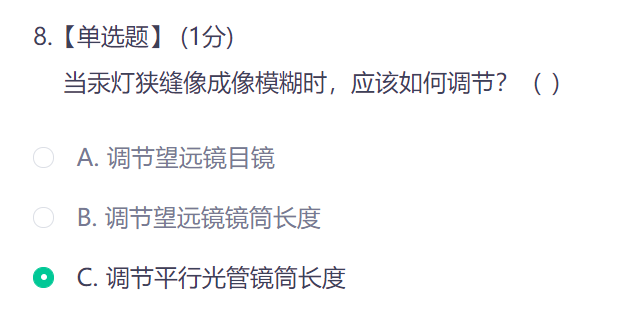 8.【单选题】 (1分)
当汞灯狭缝像成像模糊时，应该如何调节？（ ）
A. 调节望远镜目镜
B. 调节望远镜镜筒长度
C. 调节平行光管镜筒长度